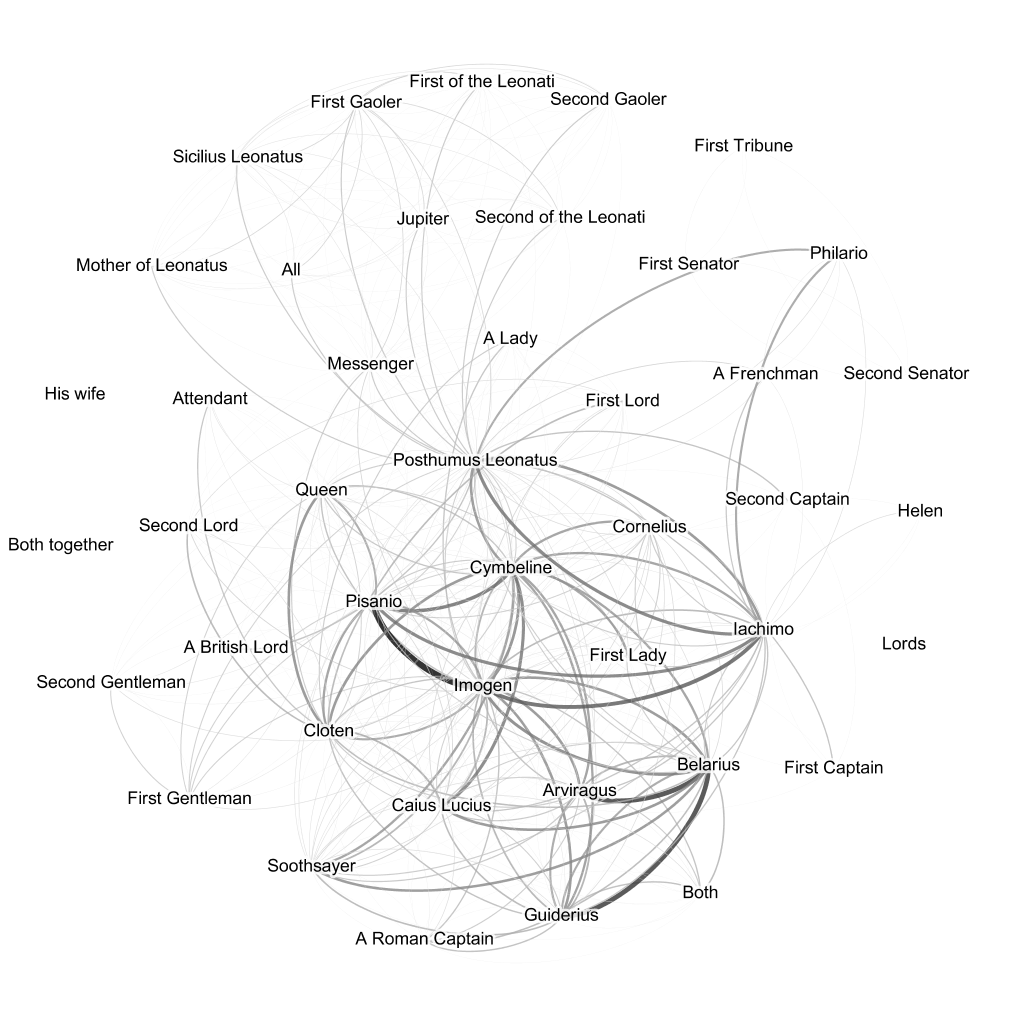 First of the Leonati
First Gaoler
Second Gaoler
First Tribune
Sicilius Leonatus
Jupiter
Second of the Leonati
Philario
First Senator
Mother of Leonatus
All
A Lady
Messenger
A Frenchman
Second Senator
His wife
Attendant
First Lord
Posthumus Leonatus
Queen
Second Captain
Helen
Second Lord
Cornelius
Both together
Cymbeline
Pisanio
Iachimo
Lords
A British Lord
First Lady
Second Gentleman
Imogen
Cloten
Belarius
First Captain
Arviragus
First Gentleman
Caius Lucius
Soothsayer
Both
Guiderius
A Roman Captain